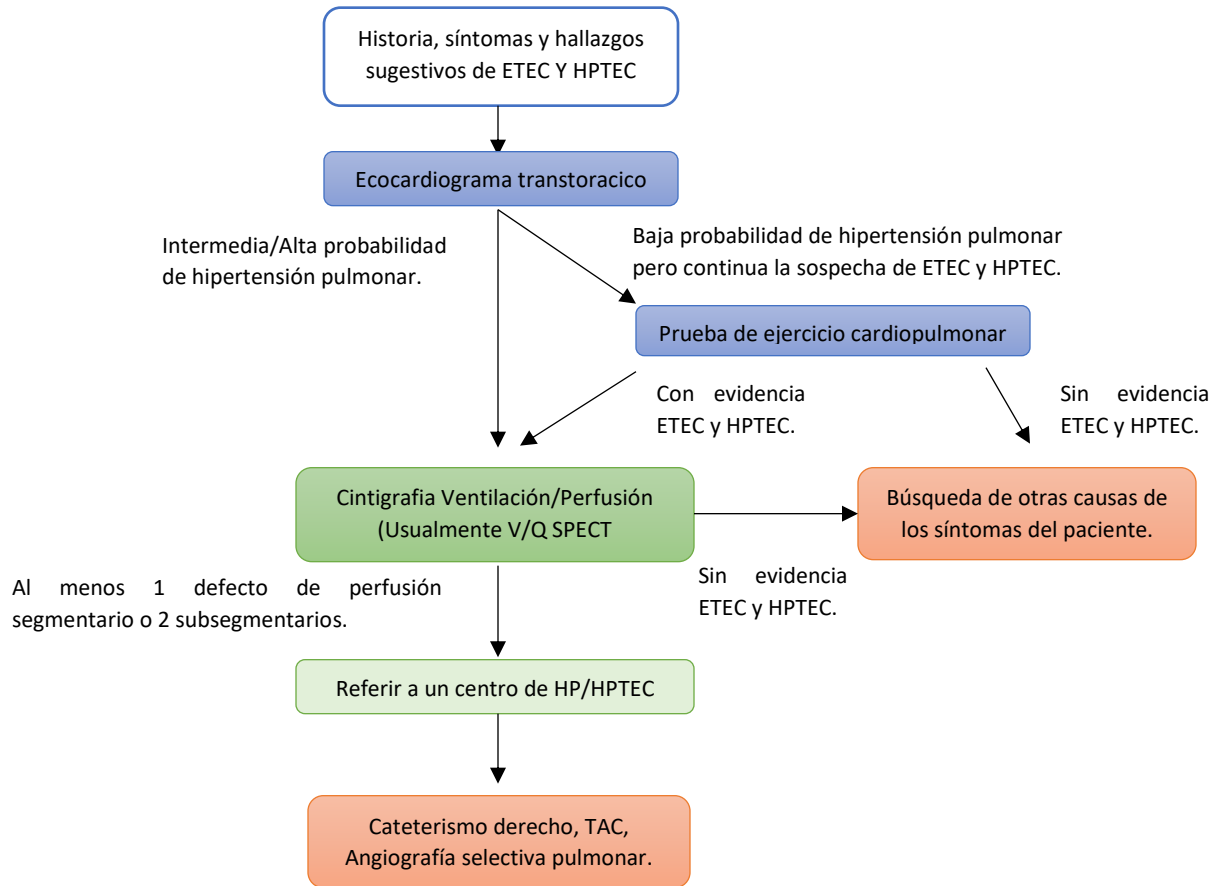 Historia, síntomas y hallazgos
sugestivos de ETEC Y HPTEC
Ecocardiograma transtoracico
Intermedia/Alta probabilidad
de hipertensión pulmonar.
Baja probabilidad de hipertensión pulmonar
pero continua la sospecha de ETEC y HPTEC.
Prueba de ejercicio cardiopulmonar
Con evidencia
ETEC y HPTEC.
Sin evidencia
ETEC y HPTEC.
Cintigrafia Ventilación/Perfusión
(Usualmente V/Q SPECT
Búsqueda de otras causas de
los síntomas del paciente.
Al menos 1 defecto de perfusión
segmentario o 2 subsegmentarios.
Sin evidencia
ETEC y HPTEC.
Referir a un centro de HP/HPTEC
Cateterismo derecho, TAC,
Angiografía selectiva pulmonar.